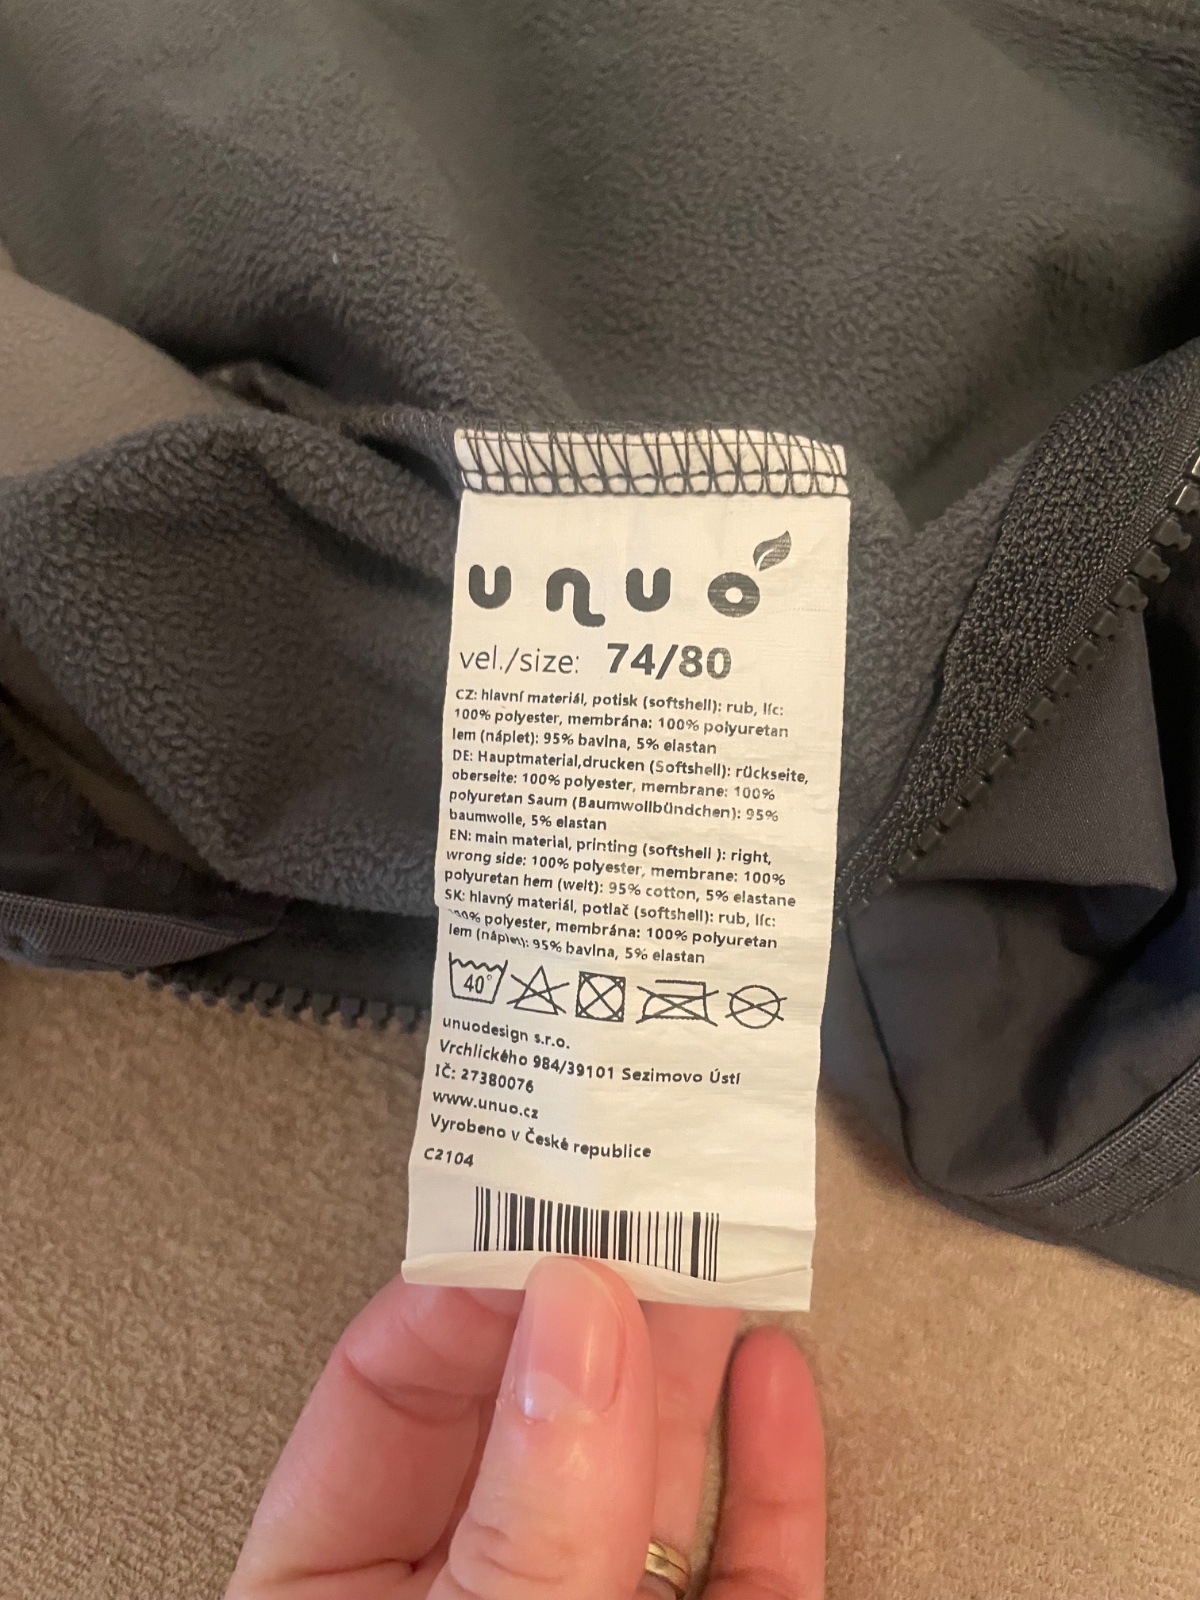 unuo
vel./size: 74/80
CZ: hlavní materiál, potisk (softshell): rub, líc:
100% polyester, membrána: 100% polyuretan
lem (náplet): 95% bavlna, 5% elastan
DE: Hauptmaterial,drucken (Softshell): rückseite,
oberseite: 100% polyester, membrane: 100%
polyuretan Saum (Baumwollbündchen): 95%
baumwolle, 5% elastan
EN: main material, printing (softshell ): right,
wrong side: 100% polyester, membrane: 100%
polyuretan hem (welt): 95% cotton, 5% elastane
SK: hlavný materiál, potlač (softshell): rub, líc:
100% polyester, membrána: 100% polyuretan
lem (náplet): 95% bavlna, 5% elastan
40°
unuodesign s.r.o.
Vrchlického 984/39101 Sezimovo Ústí
IČ: 27380076
www.unuo.cz
Vyrobeno v České republice
C2104